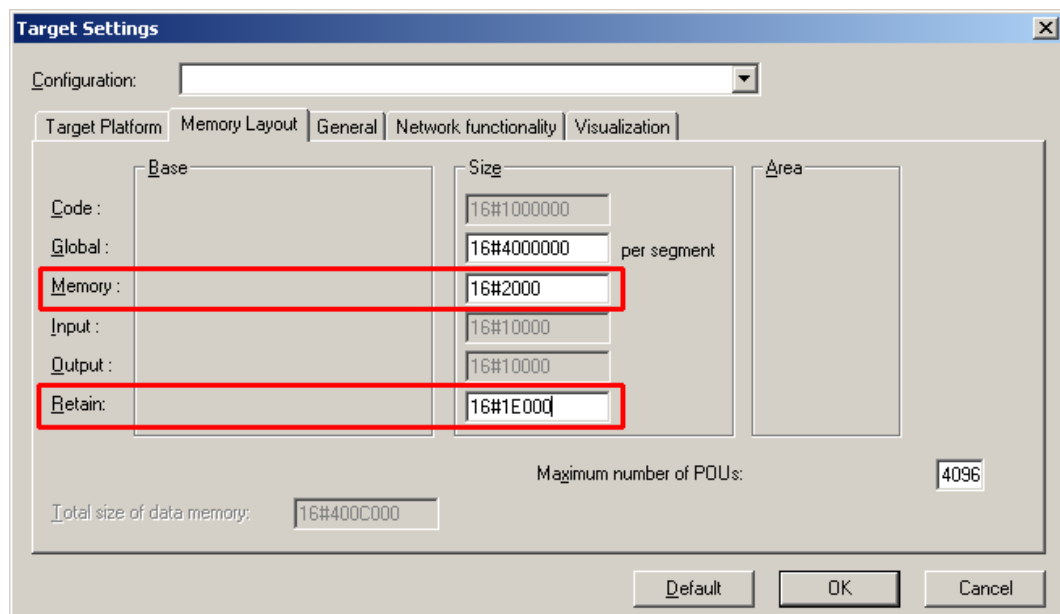 Target Settings
Configuration:
Target Platform Memory Layout General Network functionality Visualization
Base Size Area
Code : 16#1000000
Global : 16#4000000 per segment
Memory : 16#2000
Input : 16#10000
Output : 16#10000
Retain: 16#1E000
Maximum number of POUs: 4096
Total size of data memory: 16#400C000
Default OK Cancel